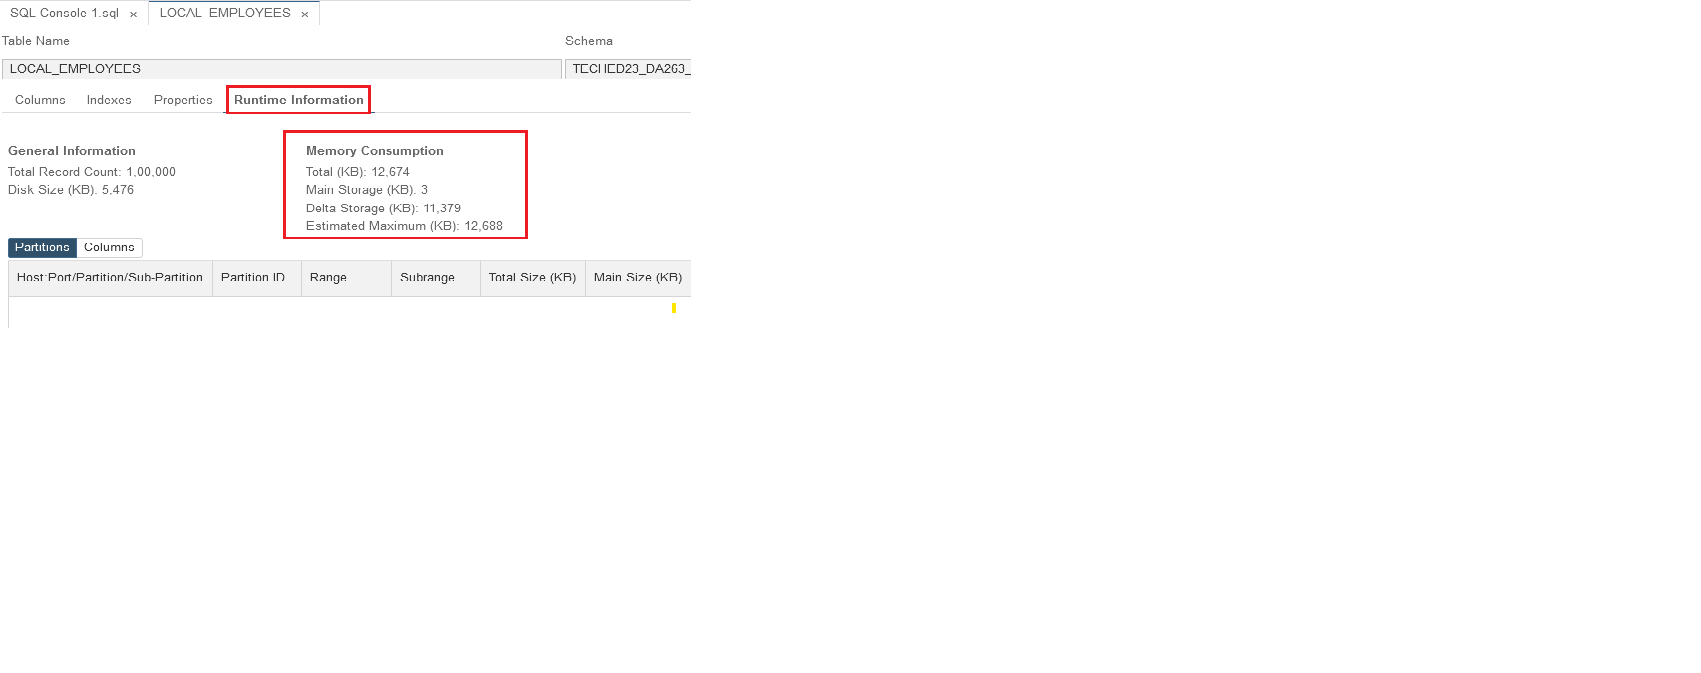 SQL Console 1.sql × LOCAL_EMPLOYEES ×
Table Name Schema
LOCAL_EMPLOYEES TECHED23_DA263_
Columns Indexes Properties Runtime Information
General Information Memory Consumption
Total Record Count: 1,00,000 Total (KB): 12,674
Disk Size (KB): 5,476 Main Storage (KB): 3
Delta Storage (KB): 11,379
Estimated Maximum (KB): 12,688
Partitions Columns
Host:Port/Partition/Sub-Partition Partition ID Range Subrange Total Size (KB) Main Size (KB)